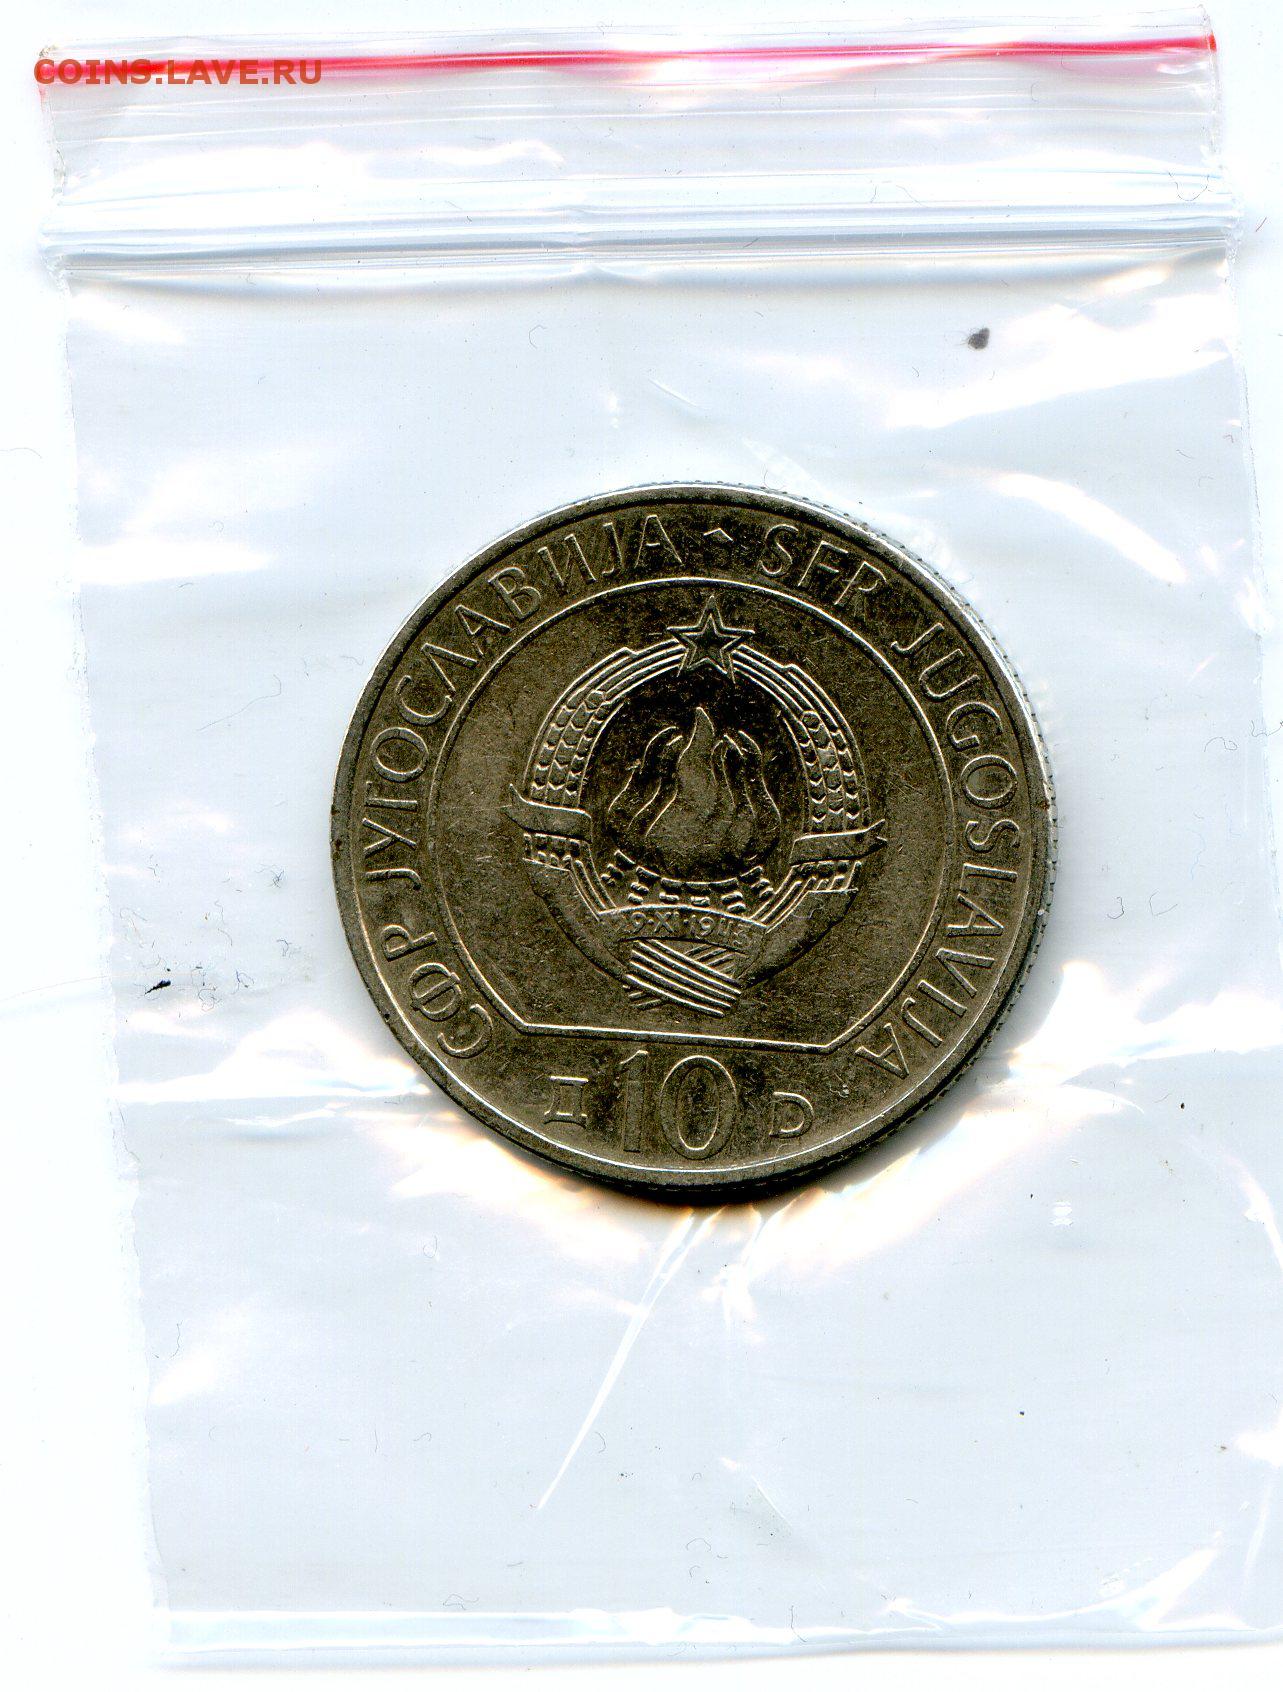 COINS.LAVE.RU
СФР ЈУГОСЛАВИЈА · SFR JUGOSLAVIJA
29·XI·1943
Д 10 D